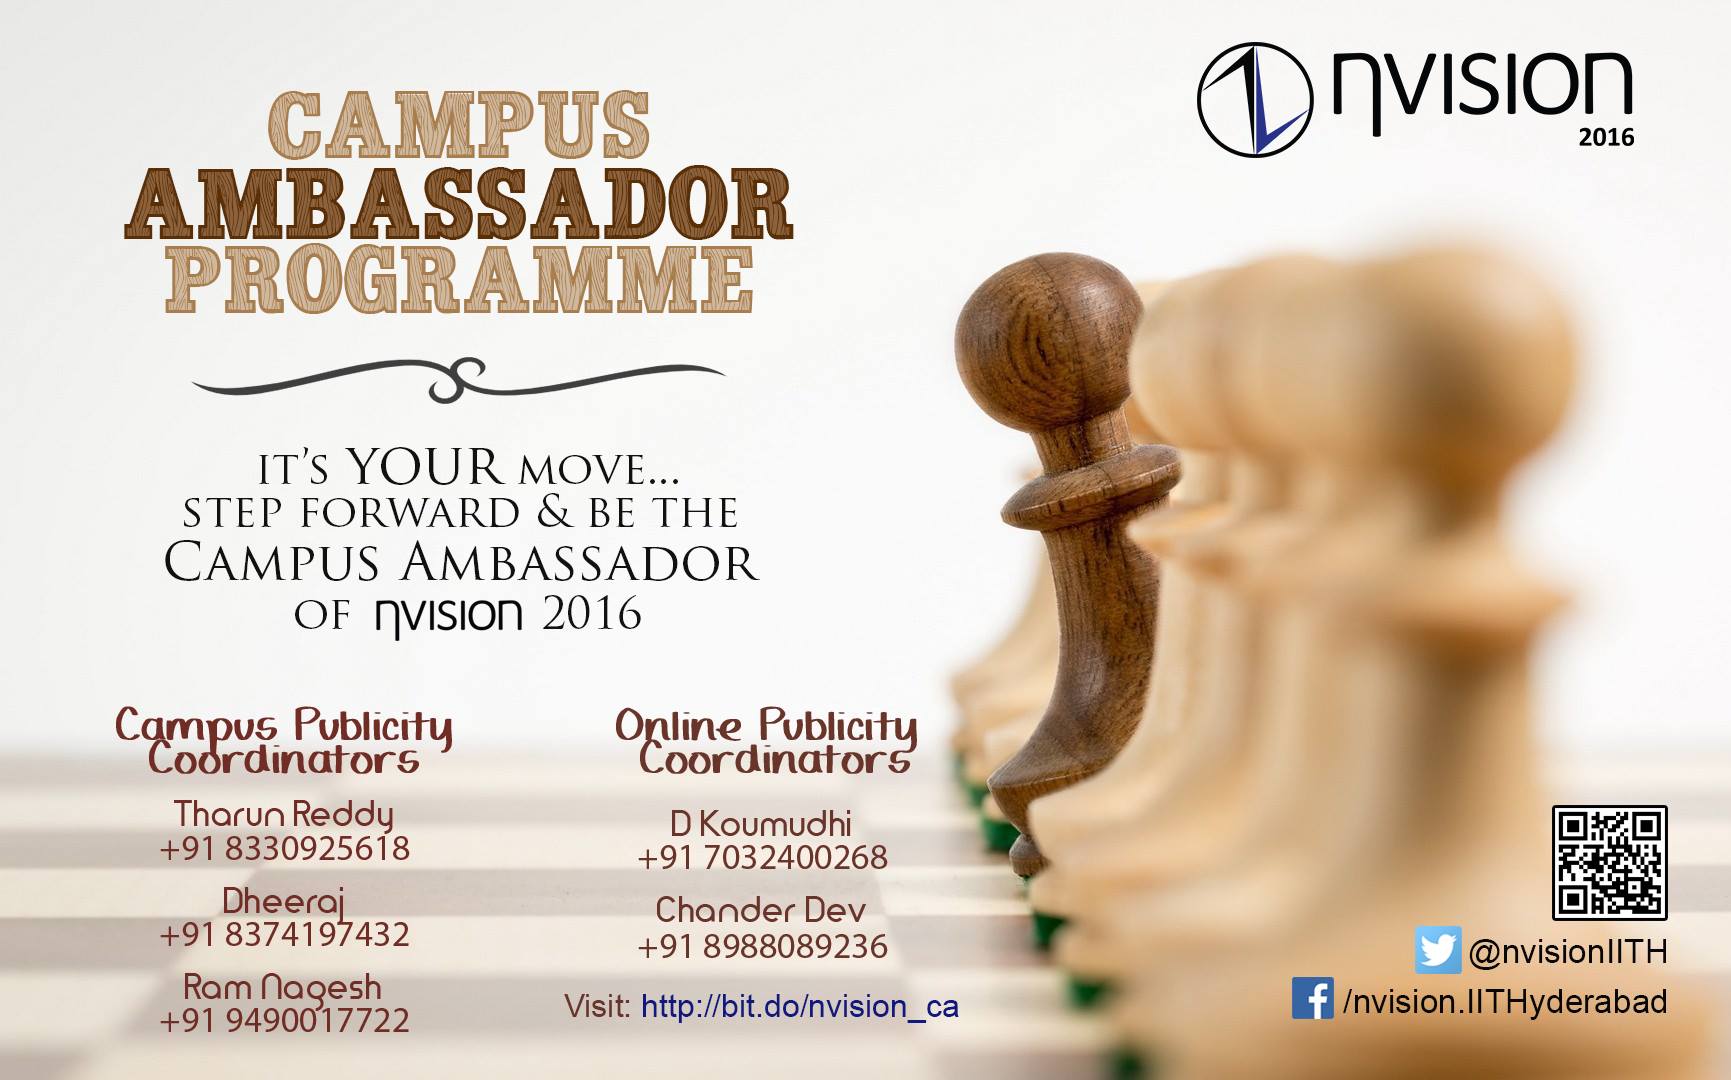 CAMPUS
AMBASSADOR
PROGRAMME
IT'S YOUR MOVE...
STEP FORWARD & BE THE
CAMPUS AMBASSADOR
OF ηvision 2016
Campus Publicity
Coordinators
Tharun Reddy
+91 8330925618
Dheeraj
+91 8374197432
Ram Nagesh
+91 9490017722
Online Publicity
Coordinators
D Koumudhi
+91 7032400268
Chander Dev
+91 8988089236
Visit: http://bit.do/nvision_ca
ηvision
2016
@nvisionIITH
/nvision.IITHyderabad